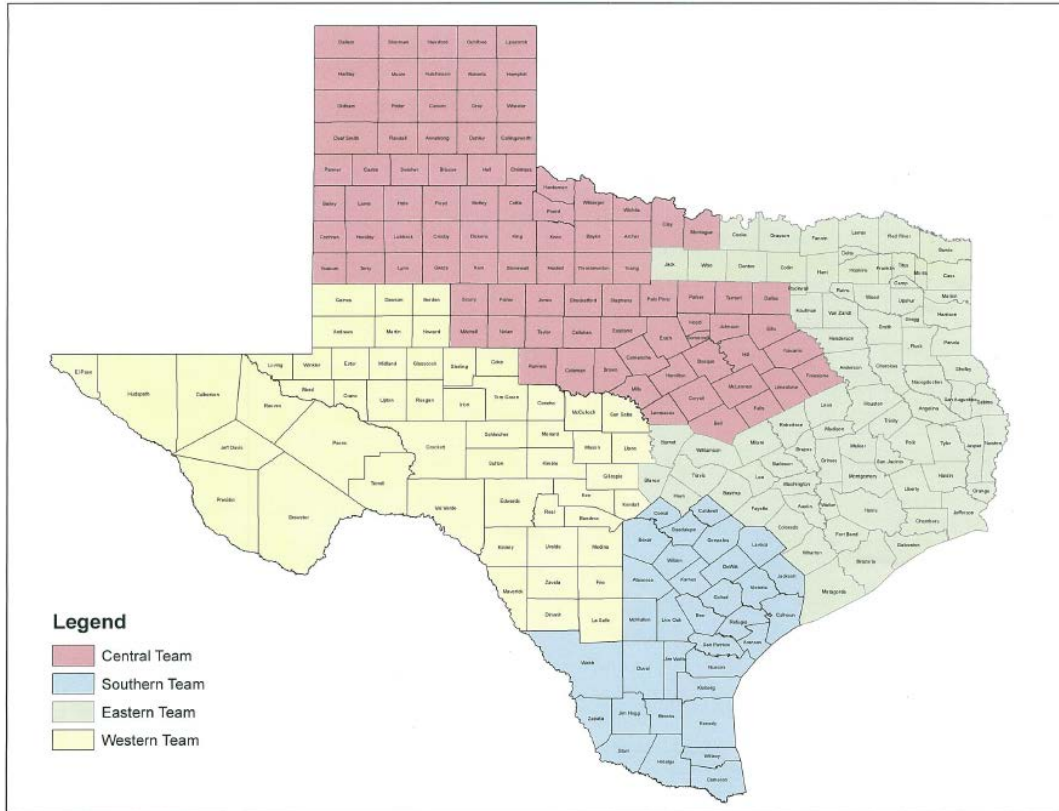 Dallam Sherman Hansford Ochiltree Lipscomb
Hartley Moore Hutchinson Roberts Hemphill
Oldham Potter Carson Gray Wheeler
Deaf Smith Randall Armstrong Donley Collingsworth
Parmer Castro Swisher Briscoe Hall Childress
Hardeman
Bailey Lamb Hale Floyd Motley Cottle Foard Wilbarger Wichita
Clay Montague Cooke Grayson Fannin Lamar Red River Bowie
Cochran Hockley Lubbock Crosby Dickens King Knox Baylor Archer
Yoakum Terry Lynn Garza Kent Stonewall Haskell Throckmorton Young
Jack Wise Denton Collin Hunt Delta Hopkins Franklin Titus Morris Cass
Camp
Gaines Dawson Borden Scurry Fisher Jones Shackelford Stephens Palo Pinto Parker Tarrant Dallas Rockwall Rains Wood Upshur Marion
Andrews Martin Howard Mitchell Nolan Taylor Callahan Eastland Erath Hood Somervell Johnson Ellis Kaufman Van Zandt Smith Gregg Harrison
El Paso Loving Winkler Ector Midland Glasscock Sterling Coke Runnels Coleman Brown Comanche Bosque Hill Navarro Henderson Rusk Panola
Hudspeth Culberson Reeves Ward Crane Upton Reagan Irion Tom Green Concho McCulloch San Saba Mills Hamilton Coryell McLennan Limestone Freestone Anderson Cherokee Nacogdoches Shelby
San Augustine Sabine
Jeff Davis Pecos Crockett Schleicher Menard Mason Llano Lampasas Bell Falls Robertson Leon Houston Angelina
Burnet Williamson Milam Brazos Madison Walker Trinity Polk Tyler Jasper Newton
Presidio Brewster Terrell Sutton Kimble Gillespie Blanco Travis Lee Burleson Grimes San Jacinto Hardin
Washington Montgomery Liberty Orange
Val Verde Edwards Real Kerr Bandera Kendall Hays Bastrop Fayette Austin Waller Harris Chambers Jefferson
Comal Caldwell Colorado Fort Bend Galveston
Kinney Uvalde Medina Bexar Guadalupe Gonzales Lavaca Wharton Brazoria
Maverick Zavala Frio Atascosa Wilson Karnes DeWitt Victoria Jackson Matagorda
Dimmit La Salle McMullen Live Oak Bee Goliad Refugio Calhoun
Aransas
San Patricio
Webb Duval Jim Wells Nueces
Kleberg
Zapata Jim Hogg Brooks Kenedy
Starr Hidalgo Willacy
Cameron
Legend
Central Team
Southern Team
Eastern Team
Western Team